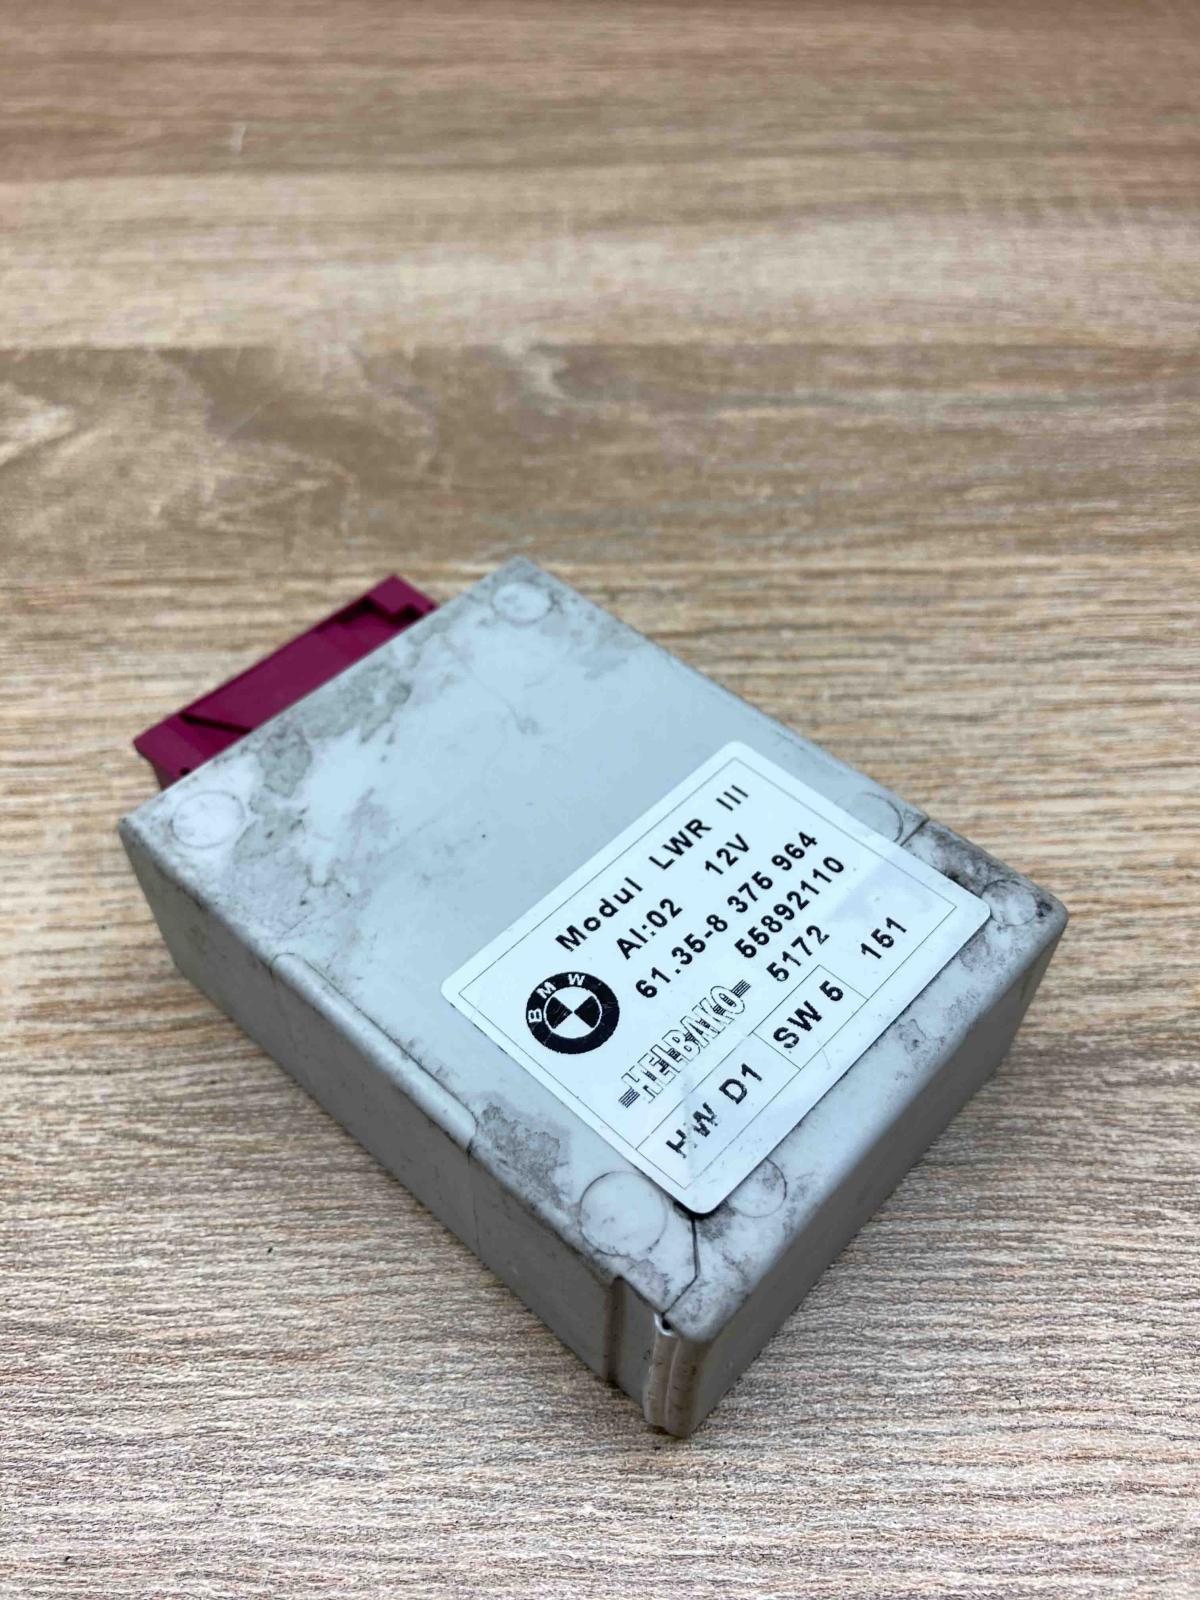 Modul LWR III
AI:02 12V
61.35-8 375 964
55892110
BMW
HELBAKO 5172
HW D1 SW 5 151